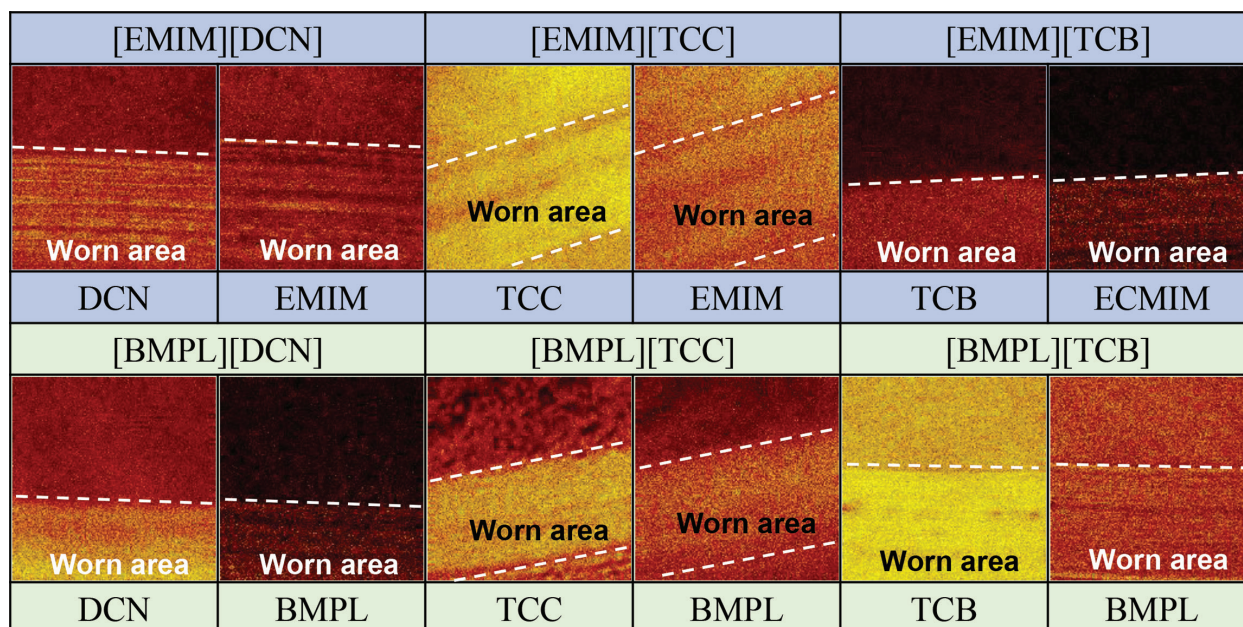 [EMIM][DCN] [EMIM][TCC] [EMIM][TCB]
Worn area Worn area Worn area Worn area Worn area Worn area
DCN EMIM TCC EMIM TCB ECMIM
[BMPL][DCN] [BMPL][TCC] [BMPL][TCB]
Worn area Worn area Worn area Worn area Worn area Worn area
DCN BMPL TCC BMPL TCB BMPL